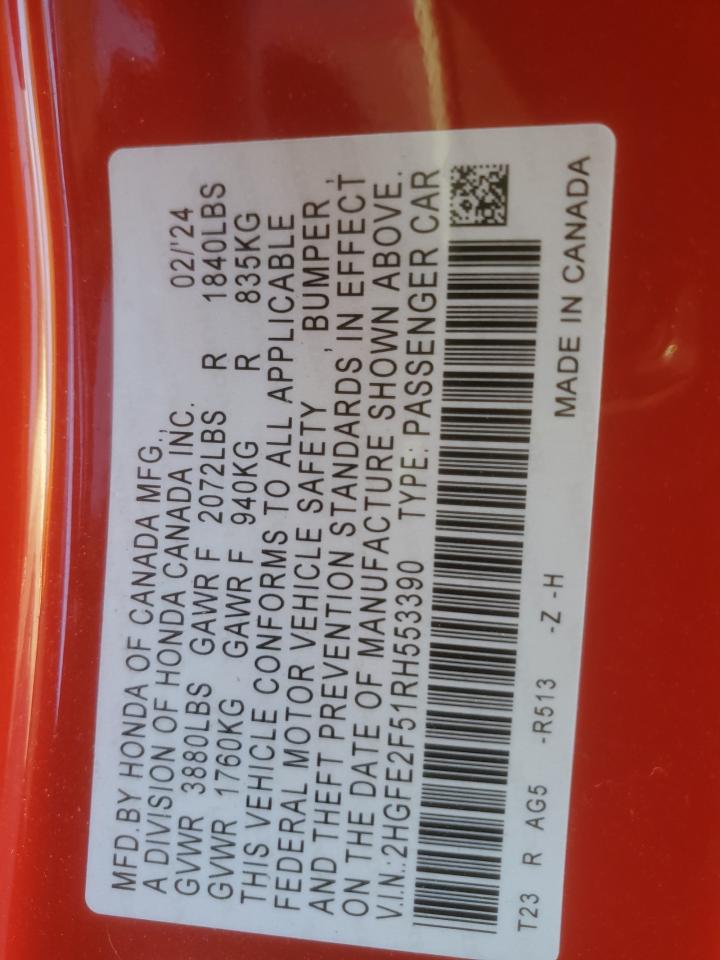 MFD.BY HONDA OF CANADA MFG.,
A DIVISION OF HONDA CANADA INC. 02/'24
GVWR 3880LBS GAWR F 2072LBS R 1840LBS
GVWR 1760KG GAWR F 940KG R 835KG
THIS VEHICLE CONFORMS TO ALL APPLICABLE
FEDERAL MOTOR VEHICLE SAFETY, BUMPER,
AND THEFT PREVENTION STANDARDS IN EFFECT
ON THE DATE OF MANUFACTURE SHOWN ABOVE.
V.I.N.:2HGFE2F51RH553390 TYPE: PASSENGER CAR
T23 R AG5 -R513 -Z -H
MADE IN CANADA